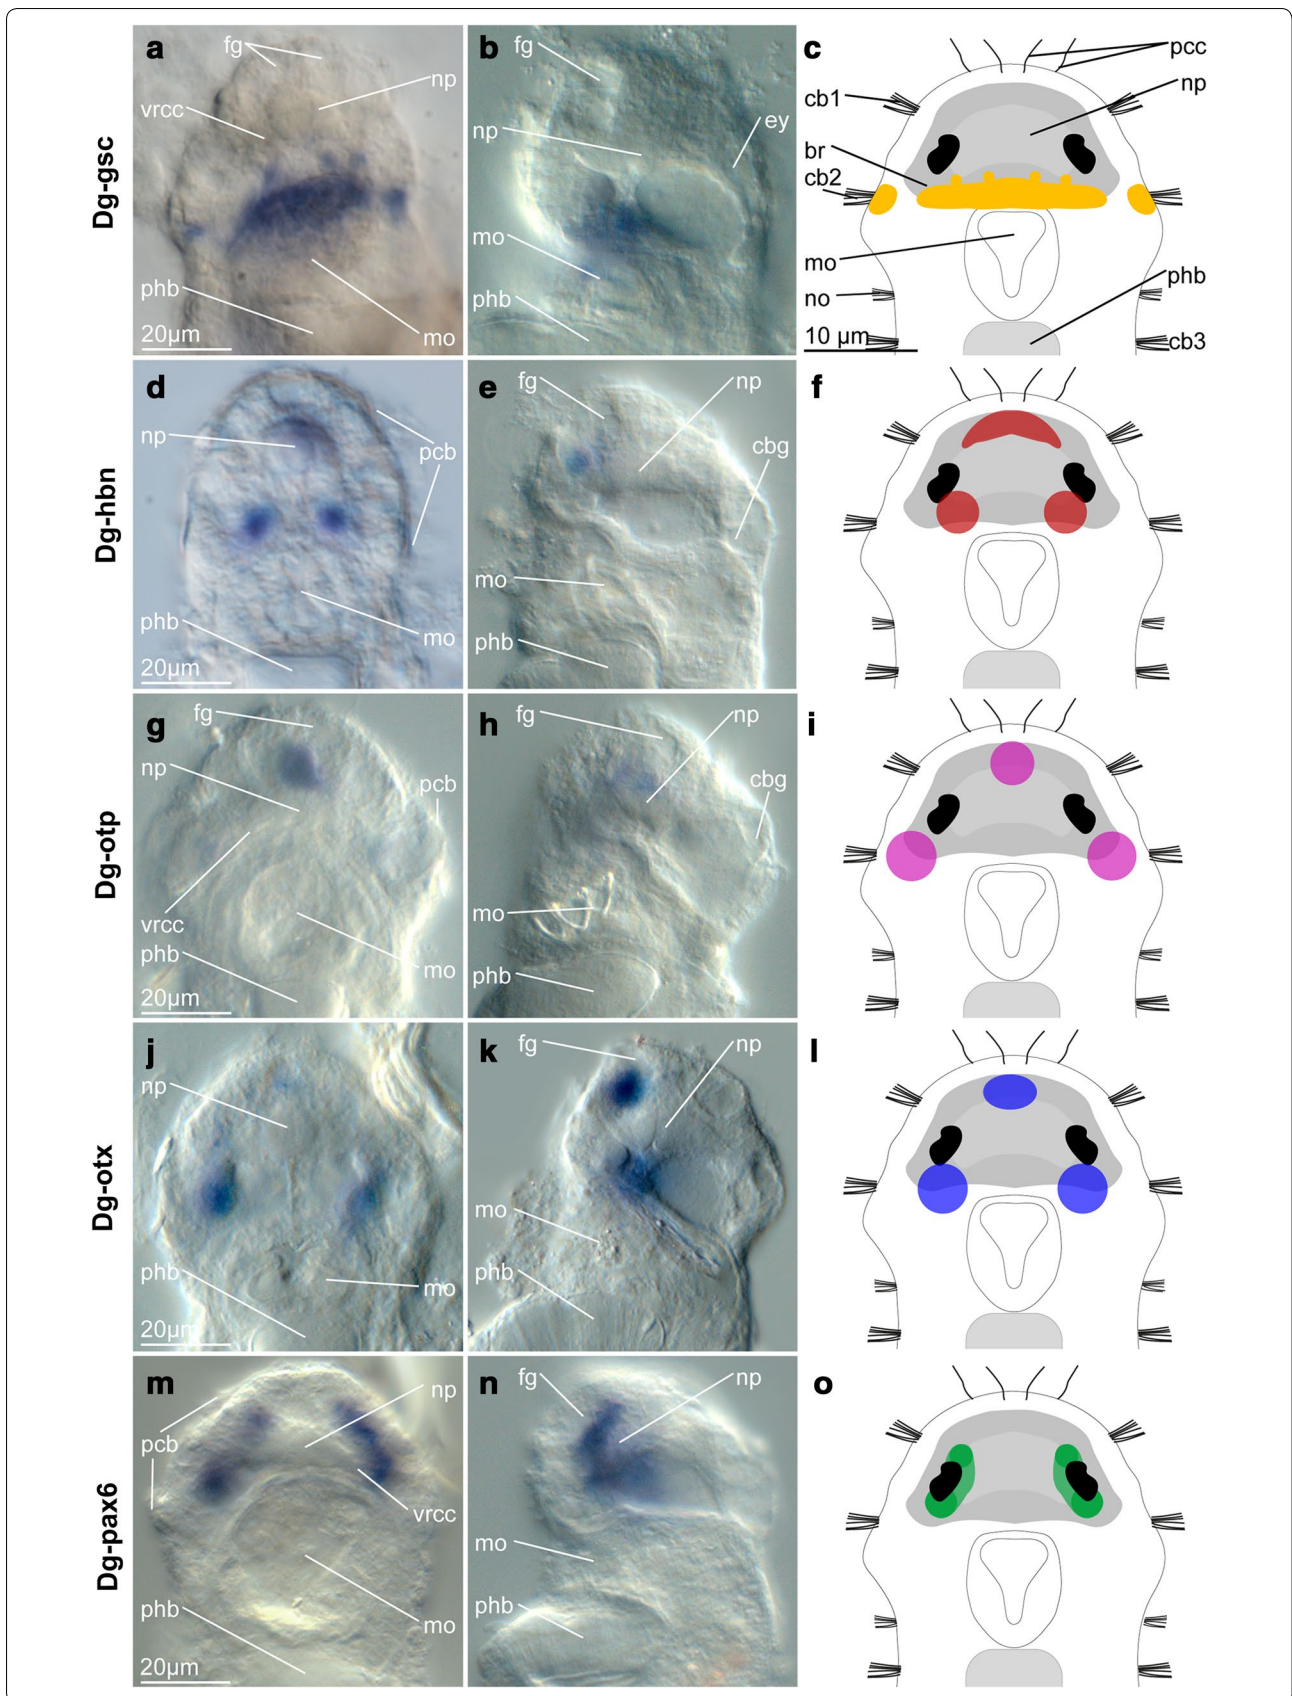 Dg-gsc
a
fg
np
vrcc
phb
20µm
mo
b
fg
np
ey
mo
phb
c
pcc
cb1
np
br
cb2
mo
phb
no
10 µm
cb3
Dg-hbn
d
np
pcb
phb
mo
20µm
e
fg
np
cbg
mo
phb
f
Dg-otp
g
fg
np
pcb
vrcc
phb
mo
20µm
h
fg
np
cbg
mo
phb
i
Dg-otx
j
np
phb
mo
20µm
k
fg
np
mo
phb
l
Dg-pax6
m
np
pcb
vrcc
phb
mo
20µm
n
fg
np
mo
phb
o